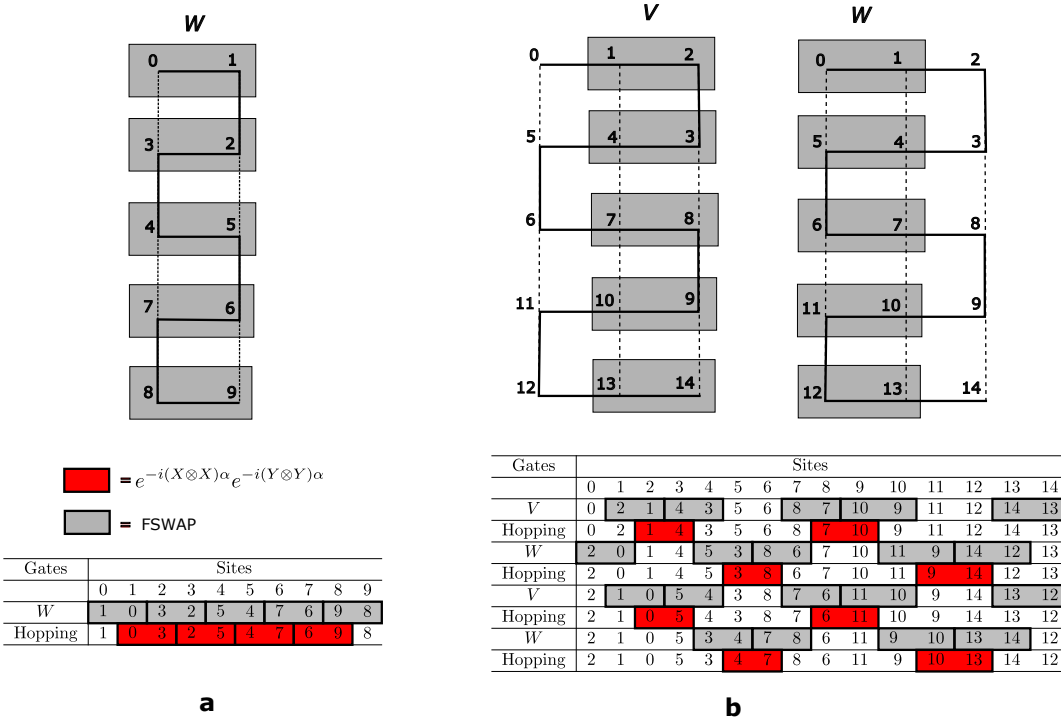 W
0 1
3 2
4 5
7 6
8 9
= e^{-i(X⊗X)α}e^{-i(Y⊗Y)α}
= FSWAP
Gates Sites
0 1 2 3 4 5 6 7 8 9
W 1 0 3 2 5 4 7 6 9 8
Hopping 1 0 3 2 5 4 7 6 9 8
a
V
0 1 2
5 4 3
6 7 8
11 10 9
12 13 14
W
0 1 2
5 4 3
6 7 8
11 10 9
12 13 14
Gates Sites
0 1 2 3 4 5 6 7 8 9 10 11 12 13 14
V 0 2 1 4 3 5 6 8 7 10 9 11 12 14 13
Hopping 0 2 1 4 3 5 6 8 7 10 9 11 12 14 13
W 2 0 1 4 5 3 8 6 7 10 11 9 14 12 13
Hopping 2 0 1 4 5 3 8 6 7 10 11 9 14 12 13
V 2 1 0 5 4 3 8 7 6 11 10 9 14 13 12
Hopping 2 1 0 5 4 3 8 7 6 11 10 9 14 13 12
W 2 1 0 5 3 4 7 8 6 11 9 10 13 14 12
Hopping 2 1 0 5 3 4 7 8 6 11 9 10 13 14 12
b